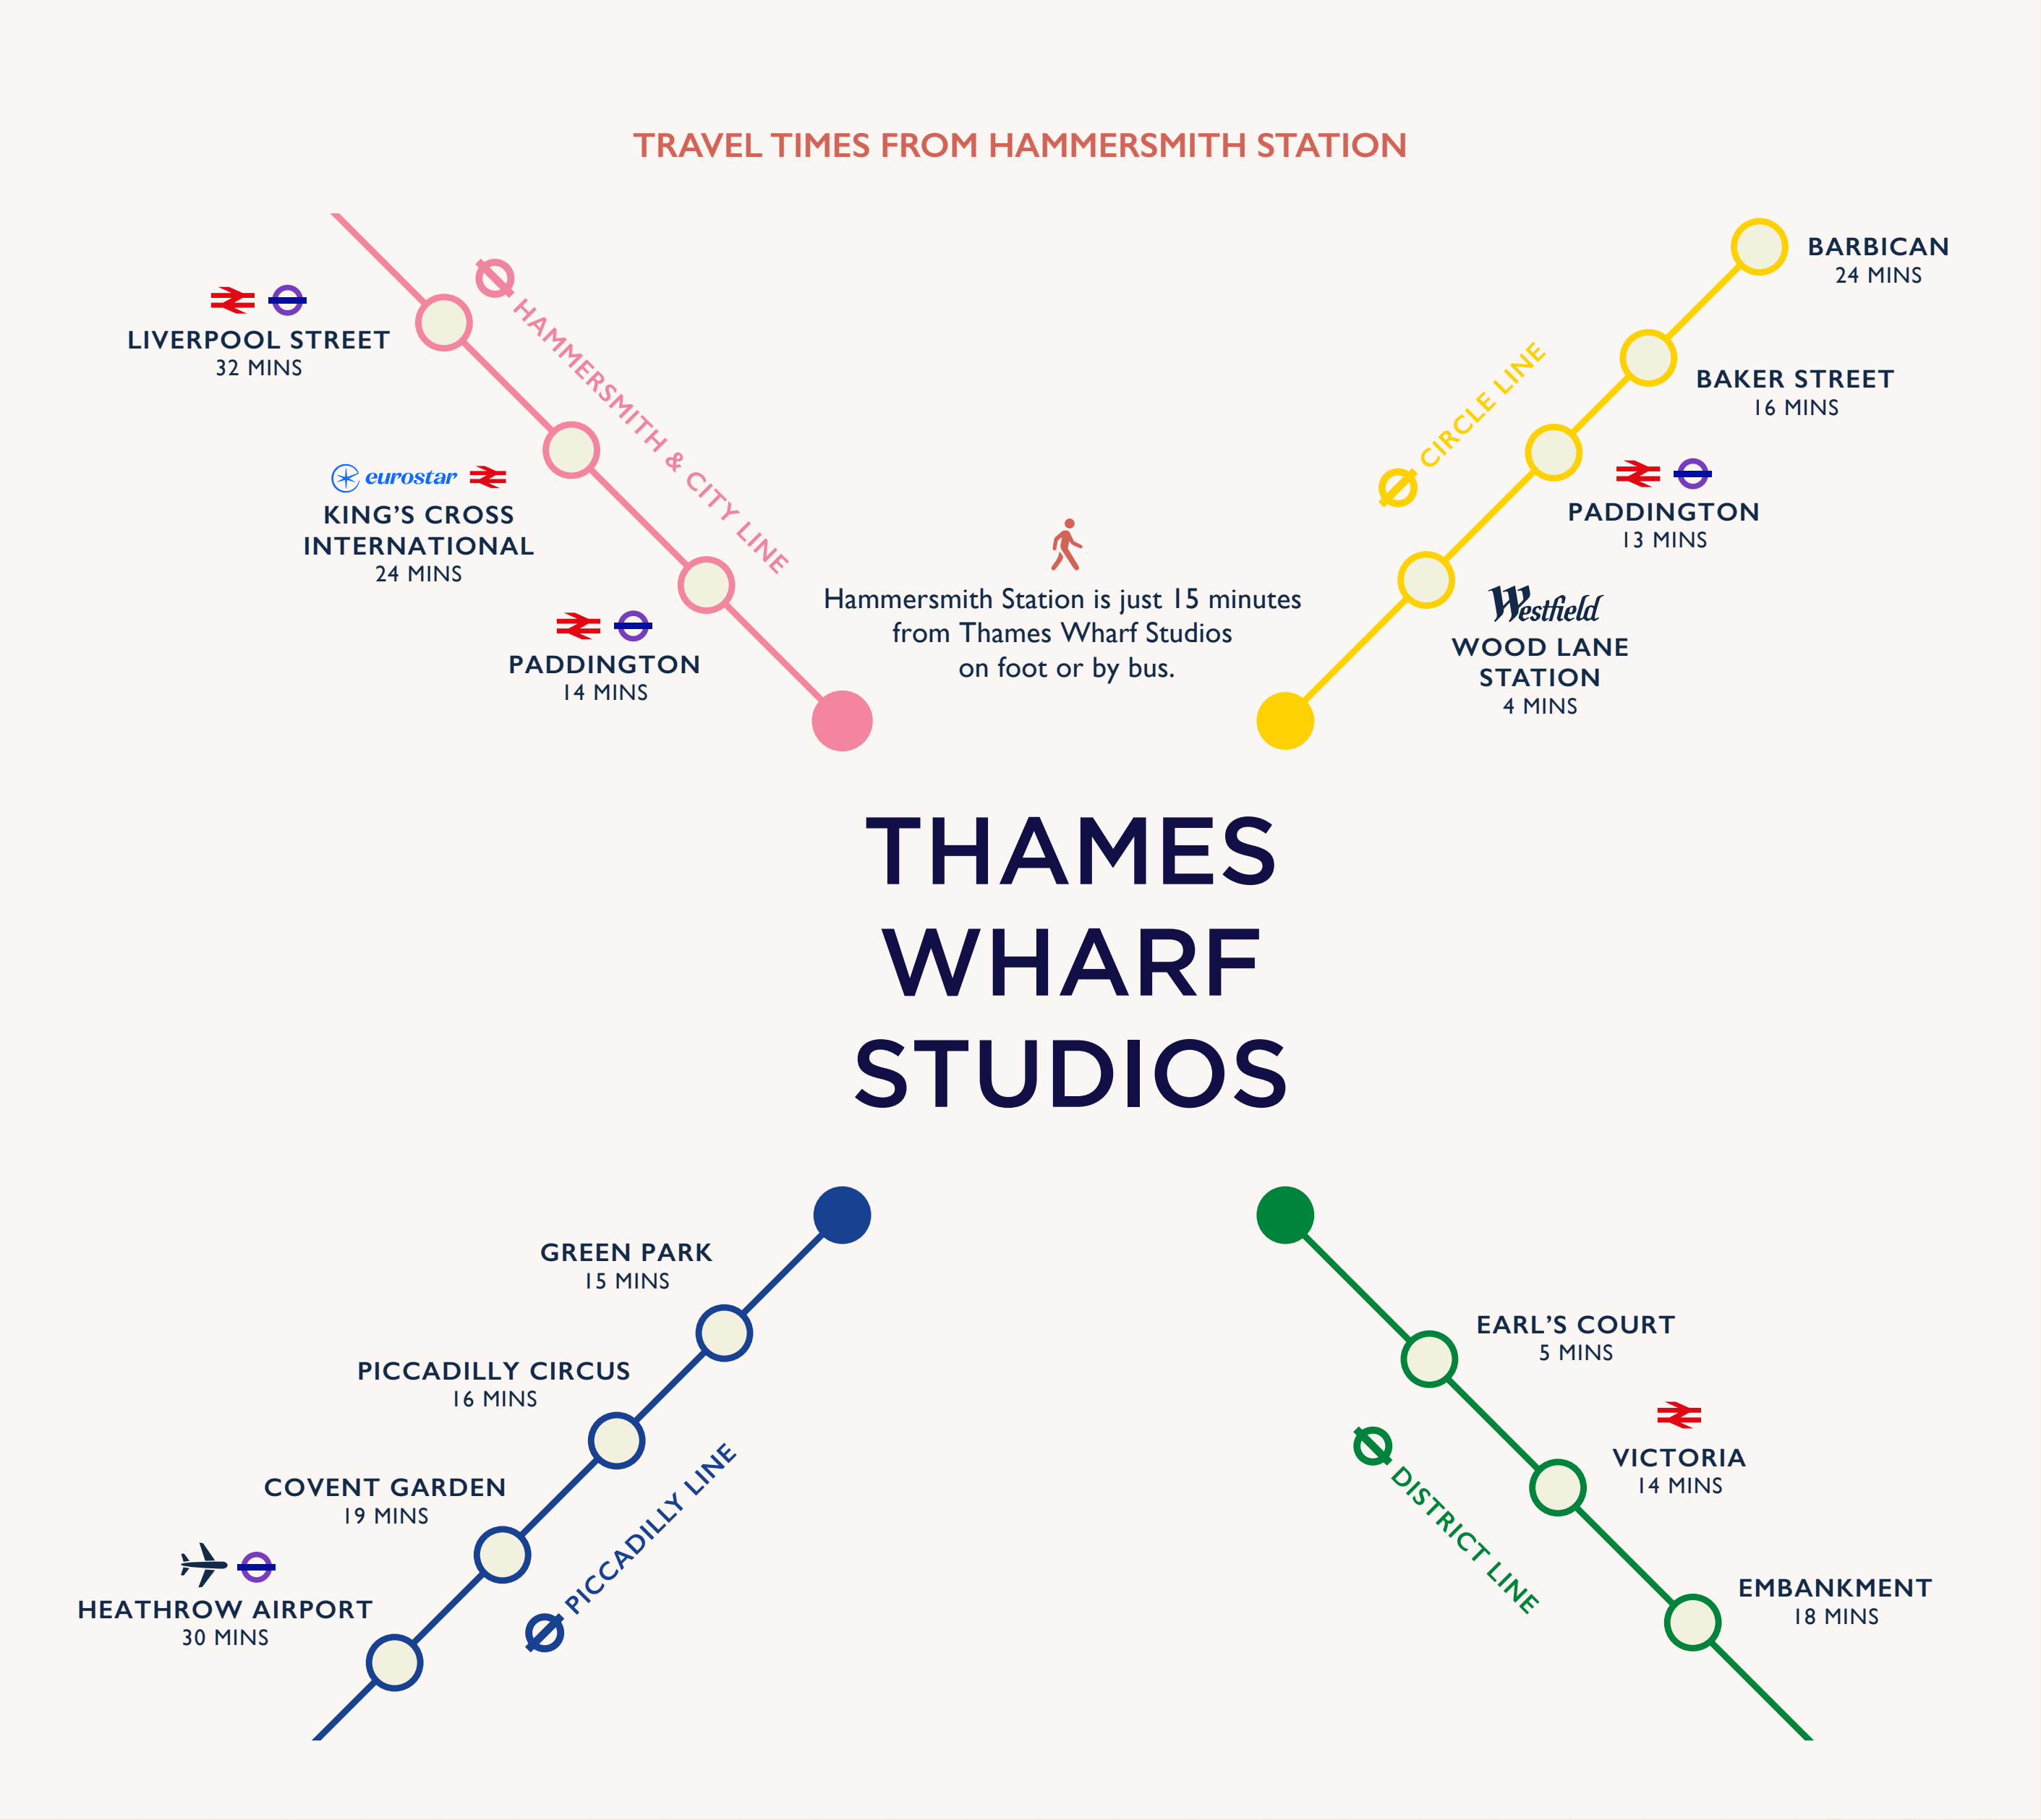 TRAVEL TIMES FROM HAMMERSMITH STATION
HAMMERSMITH & CITY LINE
LIVERPOOL STREET
32 MINS
eurostar
KING'S CROSS
INTERNATIONAL
24 MINS
PADDINGTON
14 MINS
Hammersmith Station is just 15 minutes
from Thames Wharf Studios
on foot or by bus.
CIRCLE LINE
BARBICAN
24 MINS
BAKER STREET
16 MINS
PADDINGTON
13 MINS
Westfield
WOOD LANE
STATION
4 MINS
THAMES
WHARF
STUDIOS
GREEN PARK
15 MINS
PICCADILLY CIRCUS
16 MINS
COVENT GARDEN
19 MINS
HEATHROW AIRPORT
30 MINS
PICCADILLY LINE
EARL'S COURT
5 MINS
VICTORIA
14 MINS
EMBANKMENT
18 MINS
DISTRICT LINE